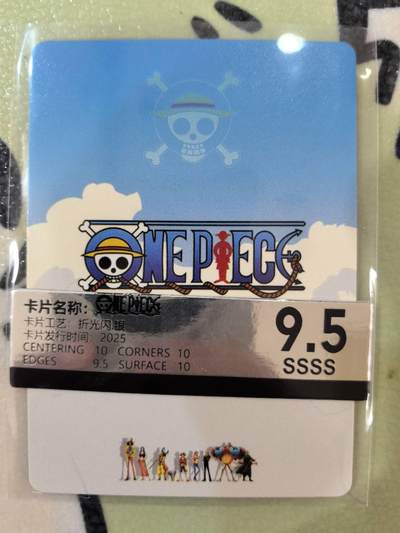 ONE PIECE
卡片名称: ONE PIECE
卡片工艺 折光闪银
卡片发行时间: 2025
CENTERING 10 CORNERS 10
EDGES 9.5 SURFACE 10
9.5
SSSS